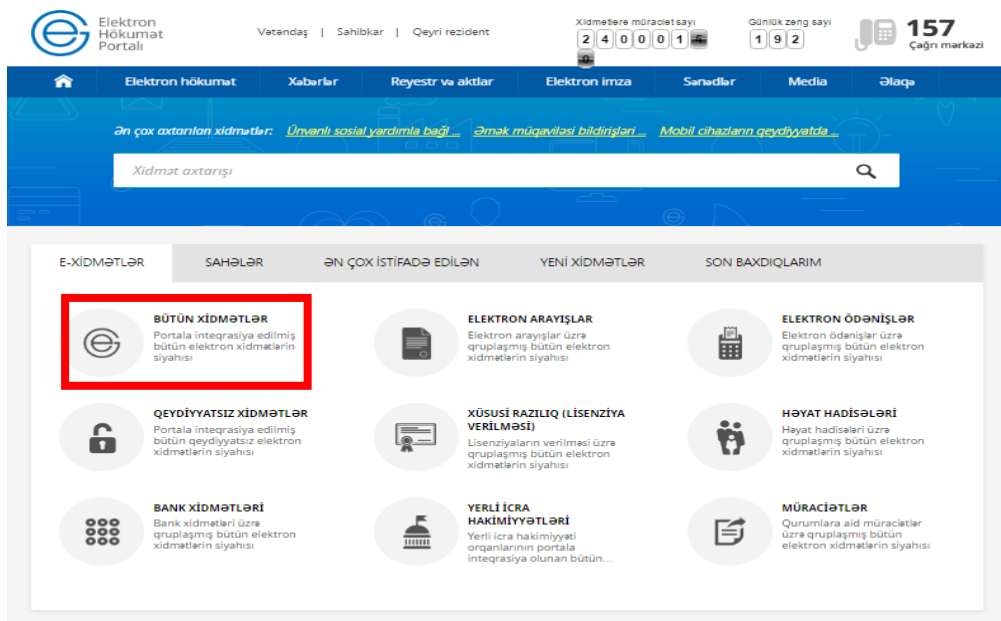 Elektron
Hökumət
Portalı
Vətəndaş | Sahibkar | Qeyri rezident
Xidmətlərə müraciət sayı
240001
Günlük zəng sayı
192
157
Çağrı mərkəzi
Elektron hökumət Xəbərlər Reyestr və aktlar Elektron imza Sənədlər Media Əlaqə
Ən çox axtarılan xidmətlər: Ünvanlı sosial yardımla bağl ... Əmək müqaviləsi bildirişləri ... Mobil cihazların qeydiyyatda ...
Xidmət axtarışı
E-XİDMƏTLƏR SAHƏLƏR ƏN ÇOX İSTİFADƏ EDİLƏN YENİ XİDMƏTLƏR SON BAXDIQLARIM
BÜTÜN XİDMƏTLƏR
Portala inteqrasiya edilmiş
bütün elektron xidmətlərin
siyahısı
ELEKTRON ARAYIŞLAR
Elektron arayışlar üzrə
qruplaşmış bütün elektron
xidmətlərin siyahısı
ELEKTRON ÖDƏNİŞLƏR
Elektron ödənişlər üzrə
qruplaşmış bütün elektron
xidmətlərin siyahısı
QEYDİYYATSIZ XİDMƏTLƏR
Portala inteqrasiya edilmiş
bütün qeydiyyatsız elektron
xidmətlərin siyahısı
XÜSUSİ RAZILIQ (LİSENZİYA
VERİLMƏSİ)
Lisenziyaların verilməsi üzrə
qruplaşmış bütün elektron
xidmətlərin siyahısı
HƏYAT HADİSƏLƏRİ
Həyat hadisələri üzrə
qruplaşmış bütün elektron
xidmətlərin siyahısı
BANK XİDMƏTLƏRİ
Bank xidmətləri üzrə
qruplaşmış bütün elektron
xidmətlərin siyahısı
YERLİ İCRA
HAKİMİYYƏTLƏRİ
Yerli icra hakimiyyəti
orqanlarının portala
inteqrasiya olunan bütün...
MÜRACİƏTLƏR
Qurumlara aid müraciətlər
üzrə qruplaşmış bütün
elektron xidmətlərin siyahısı